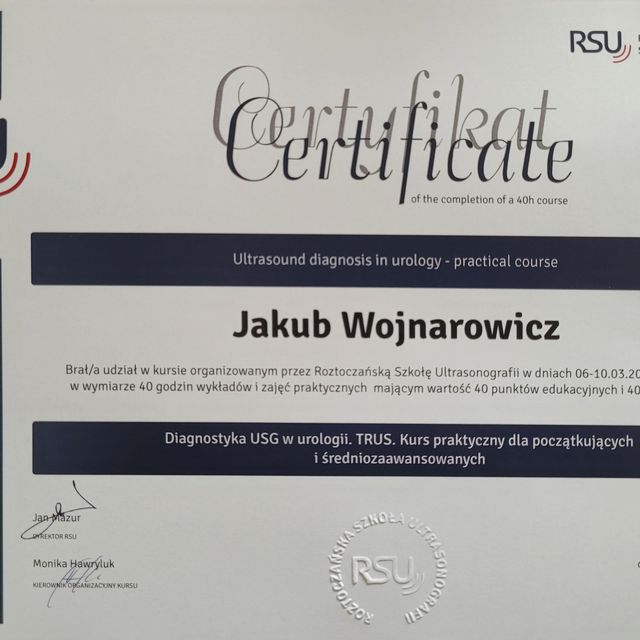 RSU
Certyfikat
Certificate
of the completion of a 40h course
Ultrasound diagnosis in urology - practical course
Jakub Wojnarowicz
Brał/a udział w kursie organizowanym przez Roztoczańską Szkołę Ultrasonografii w dniach 06-10.03.20
w wymiarze 40 godzin wykładów i zajęć praktycznych mającym wartość 40 punktów edukacyjnych i 40
Diagnostyka USG w urologii. TRUS. Kurs praktyczny dla początkujących
i średniozaawansowanych
Jan Mazur
DYREKTOR RSU
Monika Hawryluk
KIEROWNIK ORGANIZACYJNY KURSU
ROZTOCZAŃSKA SZKOŁA ULTRASONOGRAFII
RSU